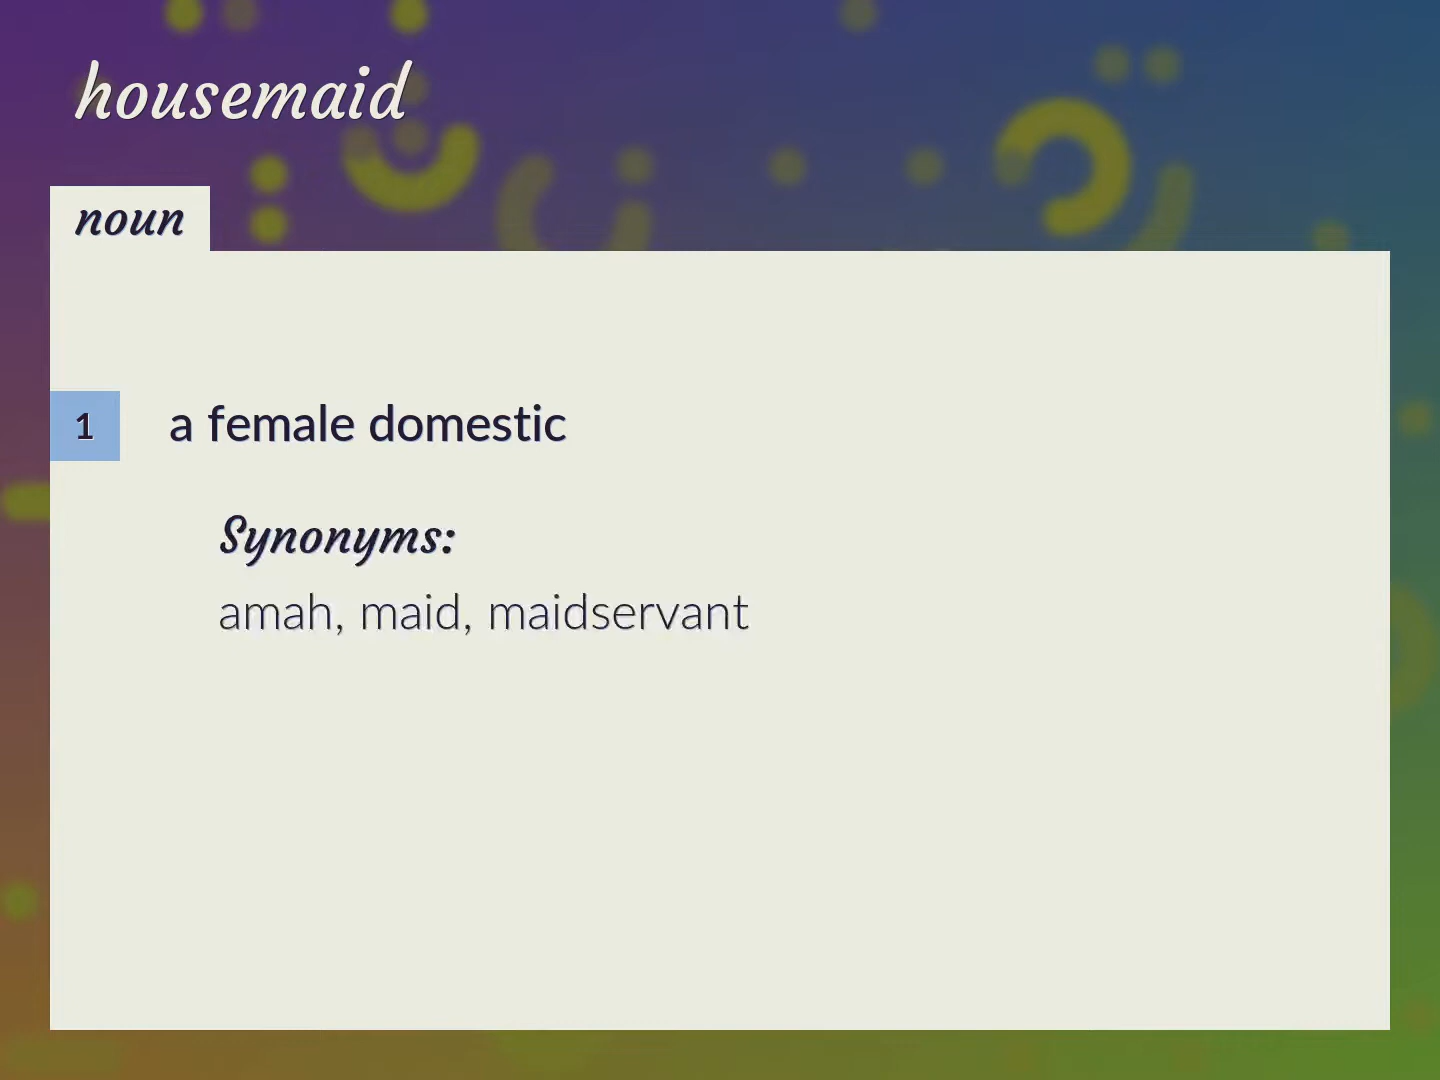 housemaid
noun
1 a female domestic
Synonyms:
amah, maid, maidservant